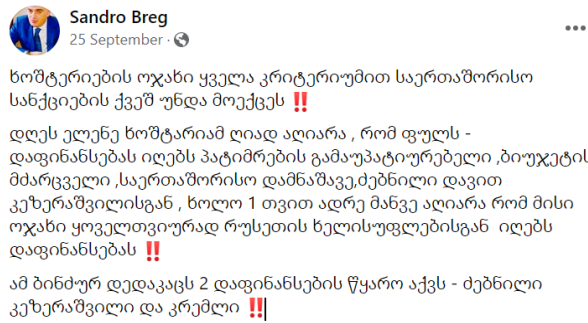 Sandro Breg
25 September ·
ხოშტერიების ოჯახი ყველა კრიტერიუმით საერთაშორისო
სანქციების ქვეშ უნდა მოექცეს ‼️
დღეს ელენე ხოშტარიამ ღიად აღიარა , რომ ფულს -
დაფინანსებას იღებს პატიმრების გამაუპატიურებელი ,ბიუჯეტის
მძარცველი ,საერთაშორისო დამნაშავე,ძებნილი დავით
კეზერაშვილისგან , ხოლო 1 თვით ადრე მანვე აღიარა რომ მისი
ოჯახი ყოველთვიურად რუსეთის ხელისუფლებისგან იღებს
დაფინანსებას ‼️
ამ ბინძურ დედაკაცს 2 დაფინანსების წყარო აქვს - ძებნილი
კეზერაშვილი და კრემლი ‼️